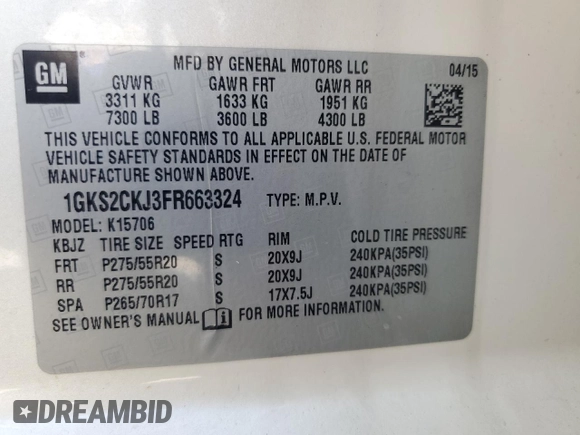 GM
MFD BY GENERAL MOTORS LLC 04/15
GVWR GAWR FRT GAWR RR
3311 KG 1633 KG 1951 KG
7300 LB 3600 LB 4300 LB
THIS VEHICLE CONFORMS TO ALL APPLICABLE U.S. FEDERAL MOTOR
VEHICLE SAFETY STANDARDS IN EFFECT ON THE DATE OF
MANUFACTURE SHOWN ABOVE.
1GKS2CKJ3FR663324 TYPE: M.P.V.
MODEL: K15706
KBJZ TIRE SIZE SPEED RTG RIM COLD TIRE PRESSURE
FRT P275/55R20 S 20X9J 240KPA(35PSI)
RR P275/55R20 S 20X9J 240KPA(35PSI)
SPA P265/70R17 S 17X7.5J 240KPA(35PSI)
SEE OWNER'S MANUAL FOR MORE INFORMATION.
DREAMBID